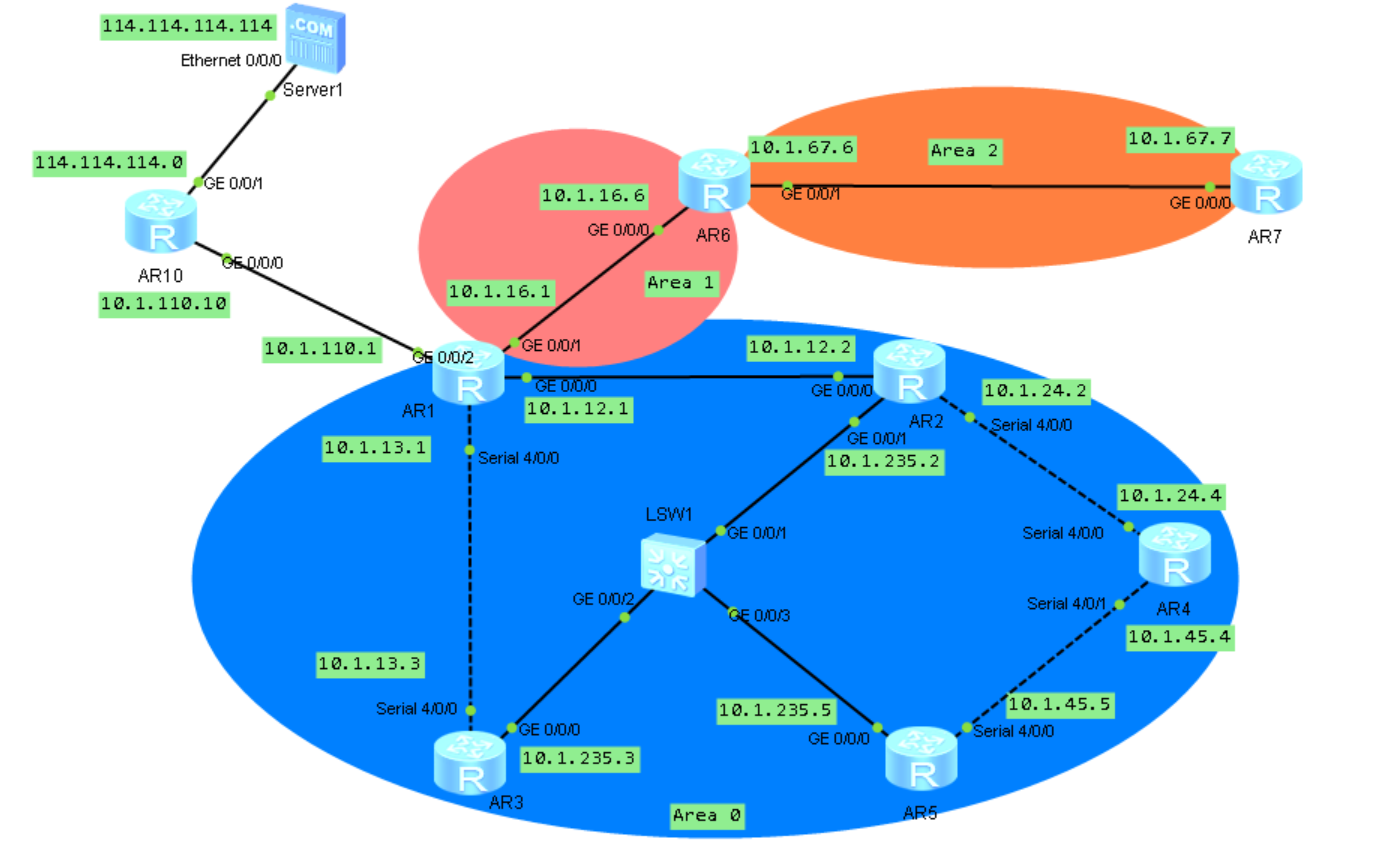 114.114.114.114
.COM
Ethernet 0/0/0
Server1
114.114.114.0
GE 0/0/1
R
AR10
GE 0/0/0
10.1.110.10
10.1.110.1
GE 0/0/2
10.1.67.6
Area 2
10.1.67.7
R
AR6
GE 0/0/1
GE 0/0/0
R
AR7
10.1.16.6
GE 0/0/0
Area 1
10.1.16.1
GE 0/0/1
R
AR1
GE 0/0/0
10.1.12.1
10.1.12.2
GE 0/0/0
R
AR2
10.1.24.2
Serial 4/0/0
GE 0/0/1
10.1.235.2
10.1.13.1
Serial 4/0/0
LSW1
GE 0/0/1
10.1.24.4
Serial 4/0/0
R
AR4
Serial 4/0/1
10.1.45.4
GE 0/0/2
GE 0/0/3
10.1.13.3
Serial 4/0/0
GE 0/0/0
10.1.235.3
R
AR3
10.1.235.5
GE 0/0/0
10.1.45.5
Serial 4/0/0
R
AR5
Area 0